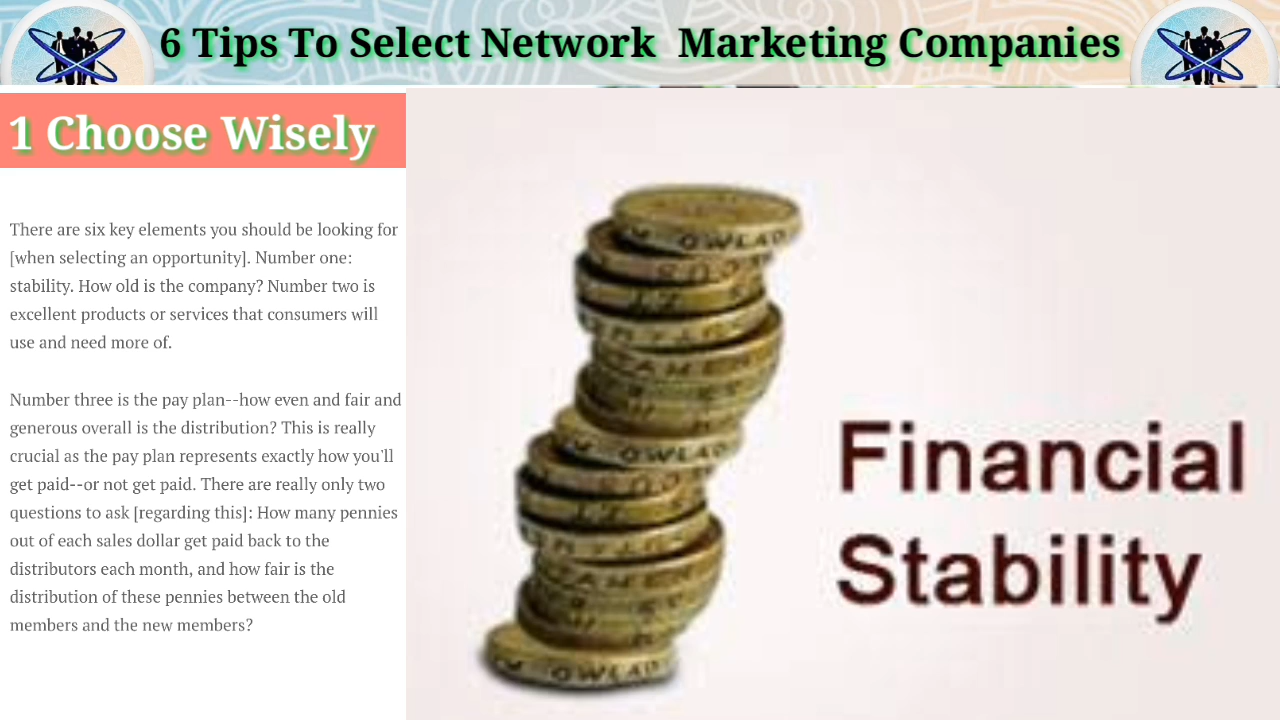 6 Tips To Select Network Marketing Companies
1 Choose Wisely
There are six key elements you should be looking for
[when selecting an opportunity]. Number one:
stability. How old is the company? Number two is
excellent products or services that consumers will
use and need more of.
Number three is the pay plan--how even and fair and
generous overall is the distribution? This is really
crucial as the pay plan represents exactly how you'll
get paid--or not get paid. There are really only two
questions to ask [regarding this]: How many pennies
out of each sales dollar get paid back to the
distributors each month, and how fair is the
distribution of these pennies between the old
members and the new members?
Financial
Stability